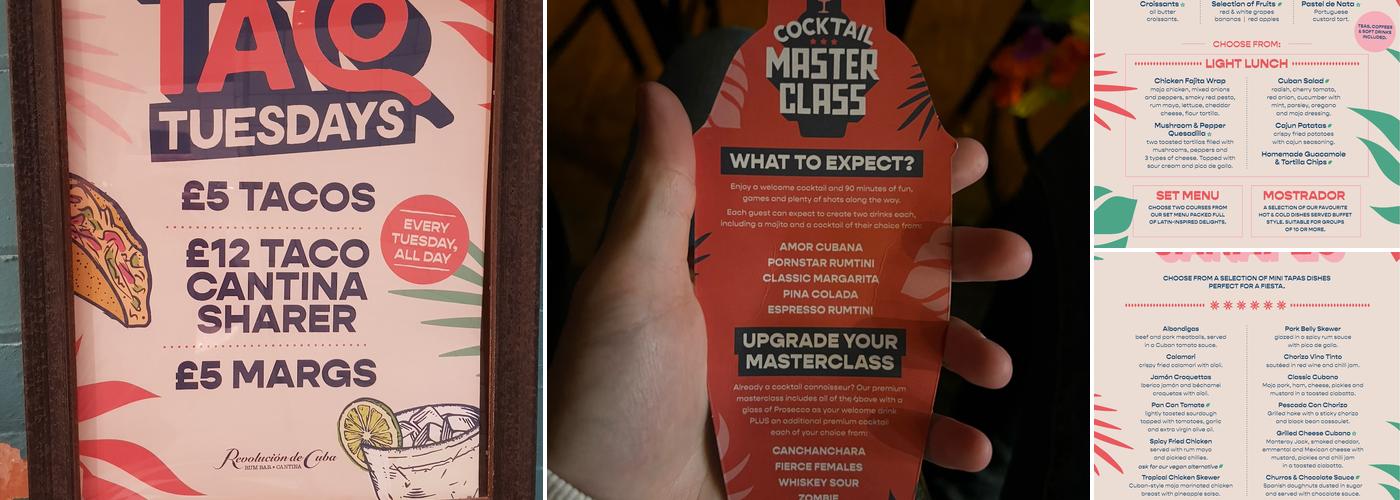 TACO
TUESDAYS
£5 TACOS
£12 TACO
CANTINA
SHARER
£5 MARGS
EVERY
TUESDAY,
ALL DAY
Revolución de Cuba
RUM BAR • CANTINA
COCKTAIL
MASTER
CLASS
WHAT TO EXPECT?
Enjoy a welcome cocktail and 90 minutes of fun,
games and plenty of shots along the way.
Each guest can expect to create two drinks each,
including a mojito and a cocktail of their choice from:
AMOR CUBANA
PORNSTAR RUMTINI
CLASSIC MARGARITA
PINA COLADA
ESPRESSO RUMTINI
UPGRADE YOUR
MASTERCLASS
Already a cocktail connoisseur? Our premium
masterclass includes all of the above with a
glass of Prosecco as your welcome drink
PLUS an additional premium cocktail
each of your choice from:
CANCHANCHARA
FIERCE FEMALES
WHISKEY SOUR
ZOMBIE
Croissants
all butter
croissants.
Selection of Fruits
red & white grapes
bananas | red apples
Pastel de Nata
Portuguese
custard tart.
TEAS, COFFEES
& SOFT DRINKS
INCLUDED.
CHOOSE FROM:
LIGHT LUNCH
Chicken Fajita Wrap
mojo chicken, mixed onions
and peppers, smoky red pesto,
rum mayo, lettuce, cheddar
cheese, flour tortilla.
Mushroom & Pepper
Quesadilla
two toasted tortillas filled with
mushrooms, peppers and
3 types of cheese. Topped with
sour cream and pico de gallo.
Cuban Salad
radish, cherry tomato,
red onion, cucumber with
mint, parsley, oregano
and mojo dressing.
Cajun Patatas
crispy fried potatoes
with cajun seasoning.
Homemade Guacamole
& Tortilla Chips
SET MENU
CHOOSE TWO COURSES FROM
OUR SET MENU PACKED FULL
OF LATIN-INSPIRED DELIGHTS.
MOSTRADOR
A SELECTION OF OUR FAVOURITE
HOT & COLD DISHES SERVED BUFFET
STYLE. SUITABLE FOR GROUPS
OF 10 OR MORE.
CHOOSE FROM A SELECTION OF MINI TAPAS DISHES
PERFECT FOR A FIESTA.
Albondigas
beef and pork meatballs, served
in a Cuban tomato sauce.
Calamari
crispy fried calamari with alioli.
Jamón Croquettas
Iberico jamón and béchamel
croquetas with alioli.
Pan Con Tomate
lightly toasted sourdough
topped with tomatoes, garlic
and extra virgin olive oil.
Spicy Fried Chicken
served with rum mayo
and pickled chillies.
ask for our vegan alternative
Tropical Chicken Skewer
Cuban-style mojo marinated chicken
breast with pineapple salsa.
Pork Belly Skewer
glazed in a spicy rum sauce
with pico de gallo.
Chorizo Vino Tinto
sautéed in red wine and chilli jam.
Classic Cubano
Mojo pork, ham, cheese, pickles and
mustard in a toasted ciabatta.
Pescado Con Chorizo
Grilled hake with a sticky chorizo
and black bean cassoulet.
Grilled Cheese Cubano
Monterey Jack, smoked cheddar,
emmental and Mexican cheese with
mustard, pickles and chilli jam
in a toasted ciabatta.
Churros & Chocolate Sauce
Spanish doughnuts dusted in sugar
and served with chocolate sauce.